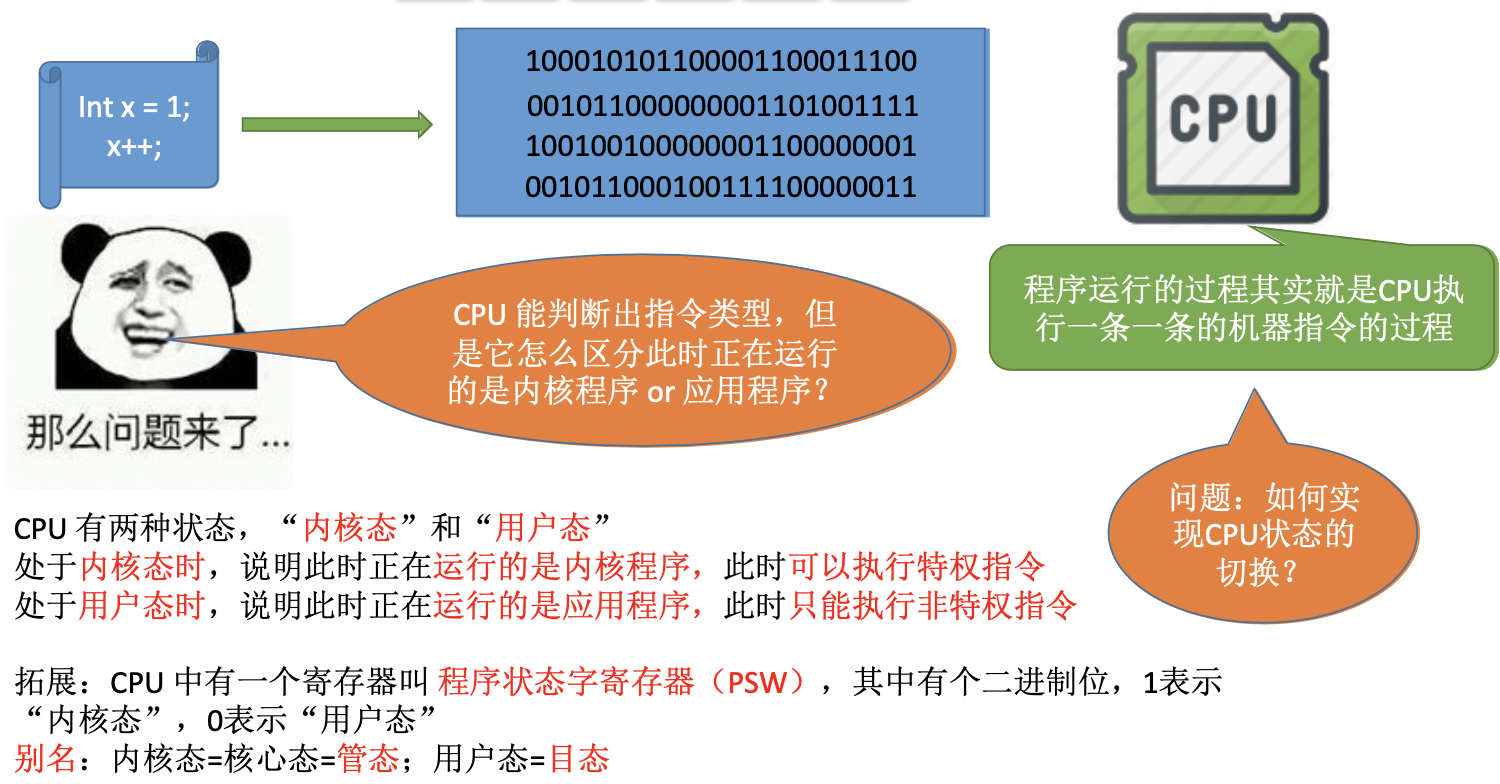 Int x = 1;
x++;
100010101100001100011100
001011000000001101001111
100100100000001100000001
001011000100111100000011
CPU
程序运行的过程其实就是CPU执
行一条一条的机器指令的过程
CPU 能判断出指令类型，但
是它怎么区分此时正在运行
的是内核程序 or 应用程序？
那么问题来了...
问题：如何实
现CPU状态的
切换？
CPU 有两种状态，“内核态”和“用户态”
处于内核态时，说明此时正在运行的是内核程序，此时可以执行特权指令
处于用户态时，说明此时正在运行的是应用程序，此时只能执行非特权指令
拓展：CPU 中有一个寄存器叫 程序状态字寄存器（PSW），其中有个二进制位，1表示
“内核态”，0表示“用户态”
别名：内核态=核心态=管态；用户态=目态